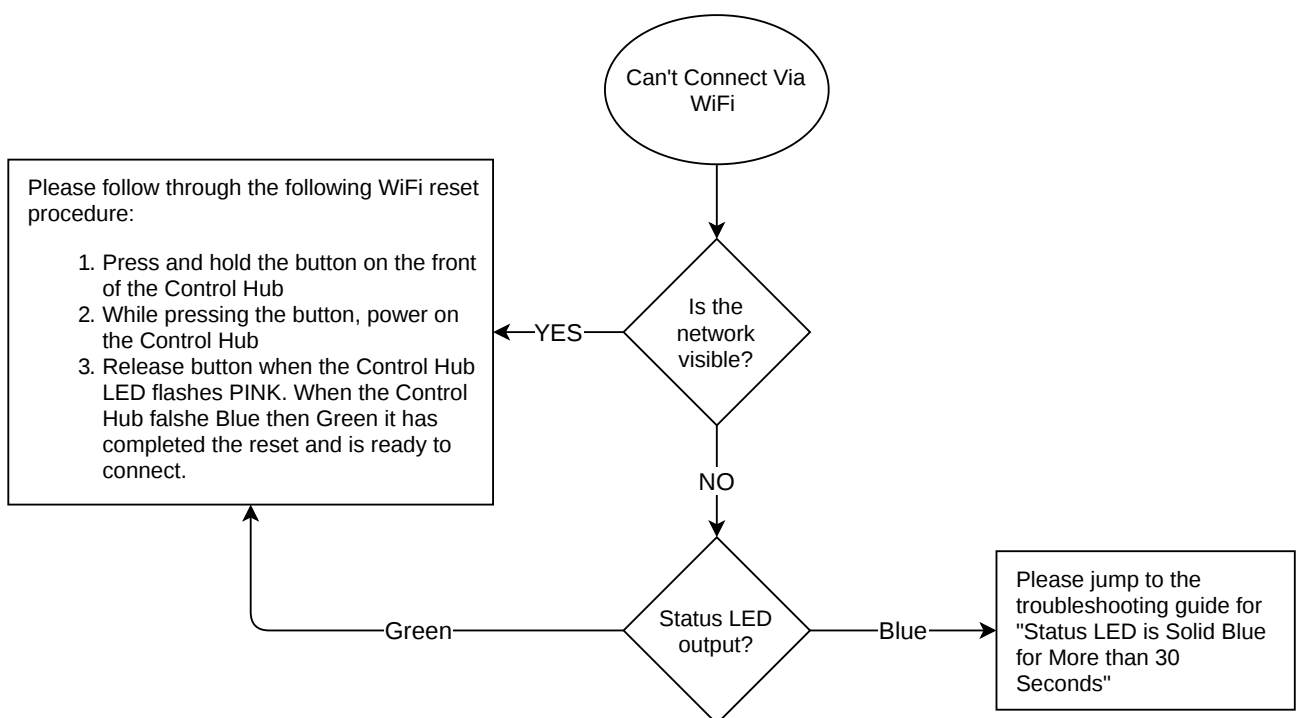 Can't Connect Via
WiFi
Please follow through the following WiFi reset
procedure:
1. Press and hold the button on the front
of the Control Hub
2. While pressing the button, power on
the Control Hub
3. Release button when the Control Hub
LED flashes PINK. When the Control
Hub falshe Blue then Green it has
completed the reset and is ready to
connect.
YES
Is the
network
visible?
NO
Green
Status LED
output?
Blue
Please jump to the
troubleshooting guide for
"Status LED is Solid Blue
for More than 30
Seconds"